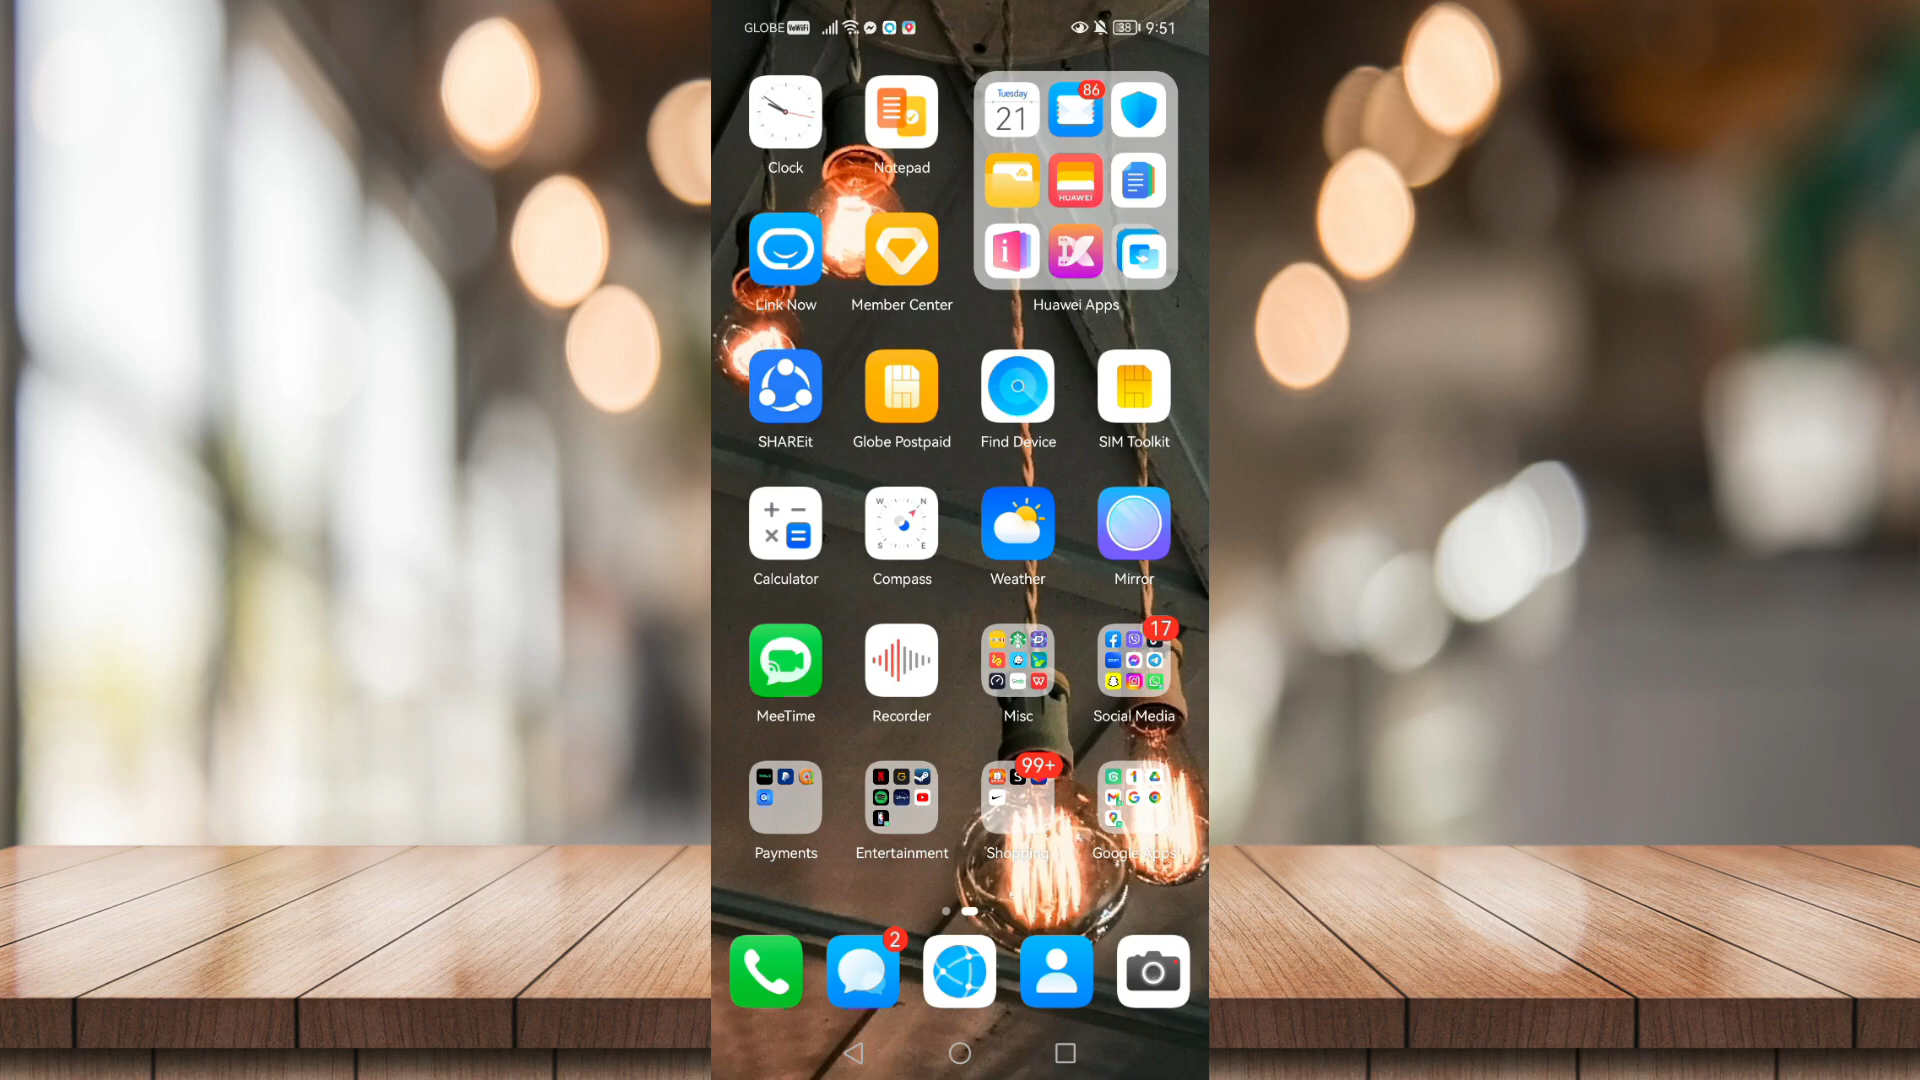 GLOBE VoWiFi 38 9:51
Tuesday
21
86
HUAWEI
Clock Notepad
Link Now Member Center Huawei Apps
SHAREit Globe Postpaid Find Device SIM Toolkit
W N
S E
Calculator Compass Weather Mirror
17
MeeTime Recorder Misc Social Media
99+
Payments Entertainment Shopping Google Apps
2